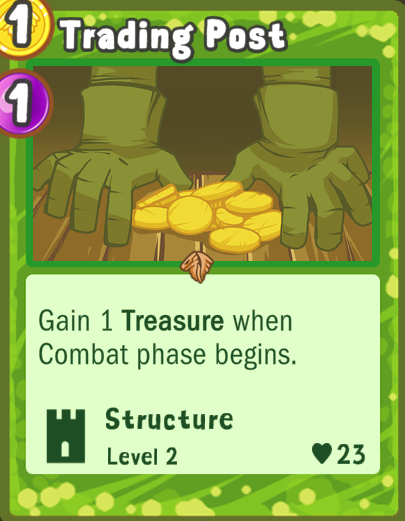 1
Trading Post
1
Gain 1 Treasure when
Combat phase begins.
Structure
Level 2
23